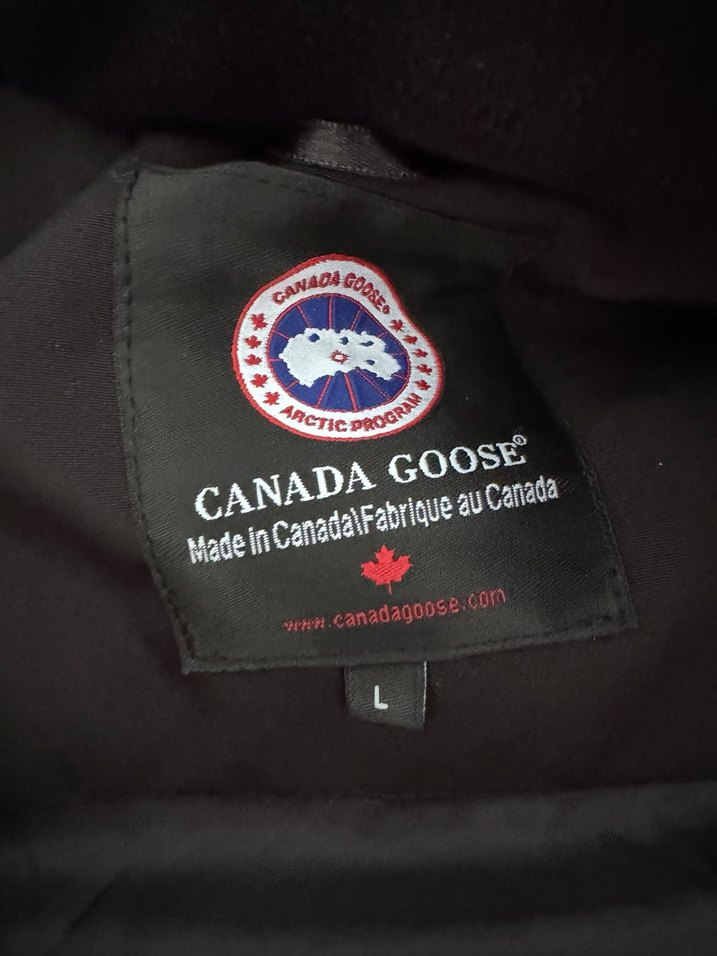 CANADA GOOSE®
ARCTIC PROGRAM
CANADA GOOSE®
Made in Canada\Fabrique au Canada
www.canadagoose.com
L